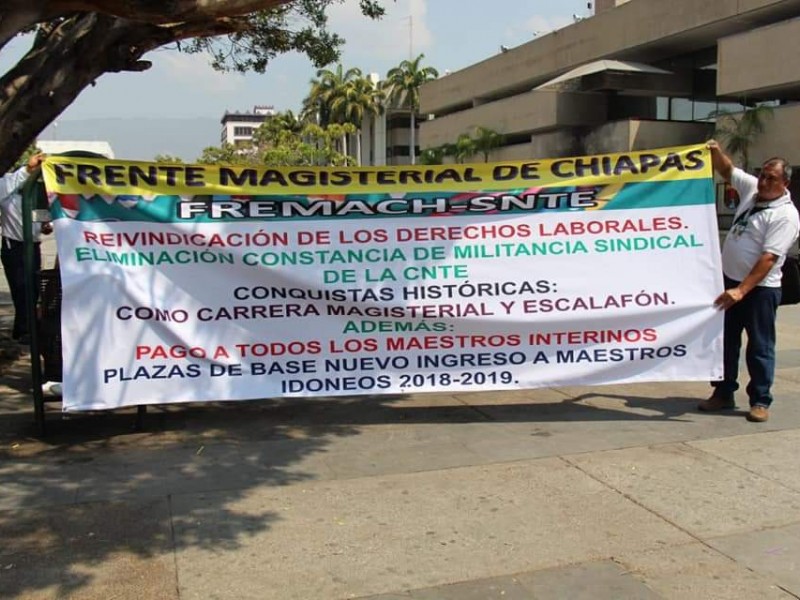 FRENTE MAGISTERIAL DE CHIAPAS
FREMACH-SNTE
REIVINDICACIÓN DE LOS DERECHOS LABORALES.
ELIMINACIÓN CONSTANCIA DE MILITANCIA SINDICAL
DE LA CNTE
CONQUISTAS HISTÓRICAS:
COMO CARRERA MAGISTERIAL Y ESCALAFÓN.
ADEMÁS:
PAGO A TODOS LOS MAESTROS INTERINOS
PLAZAS DE BASE NUEVO INGRESO A MAESTROS
IDONEOS 2018-2019.